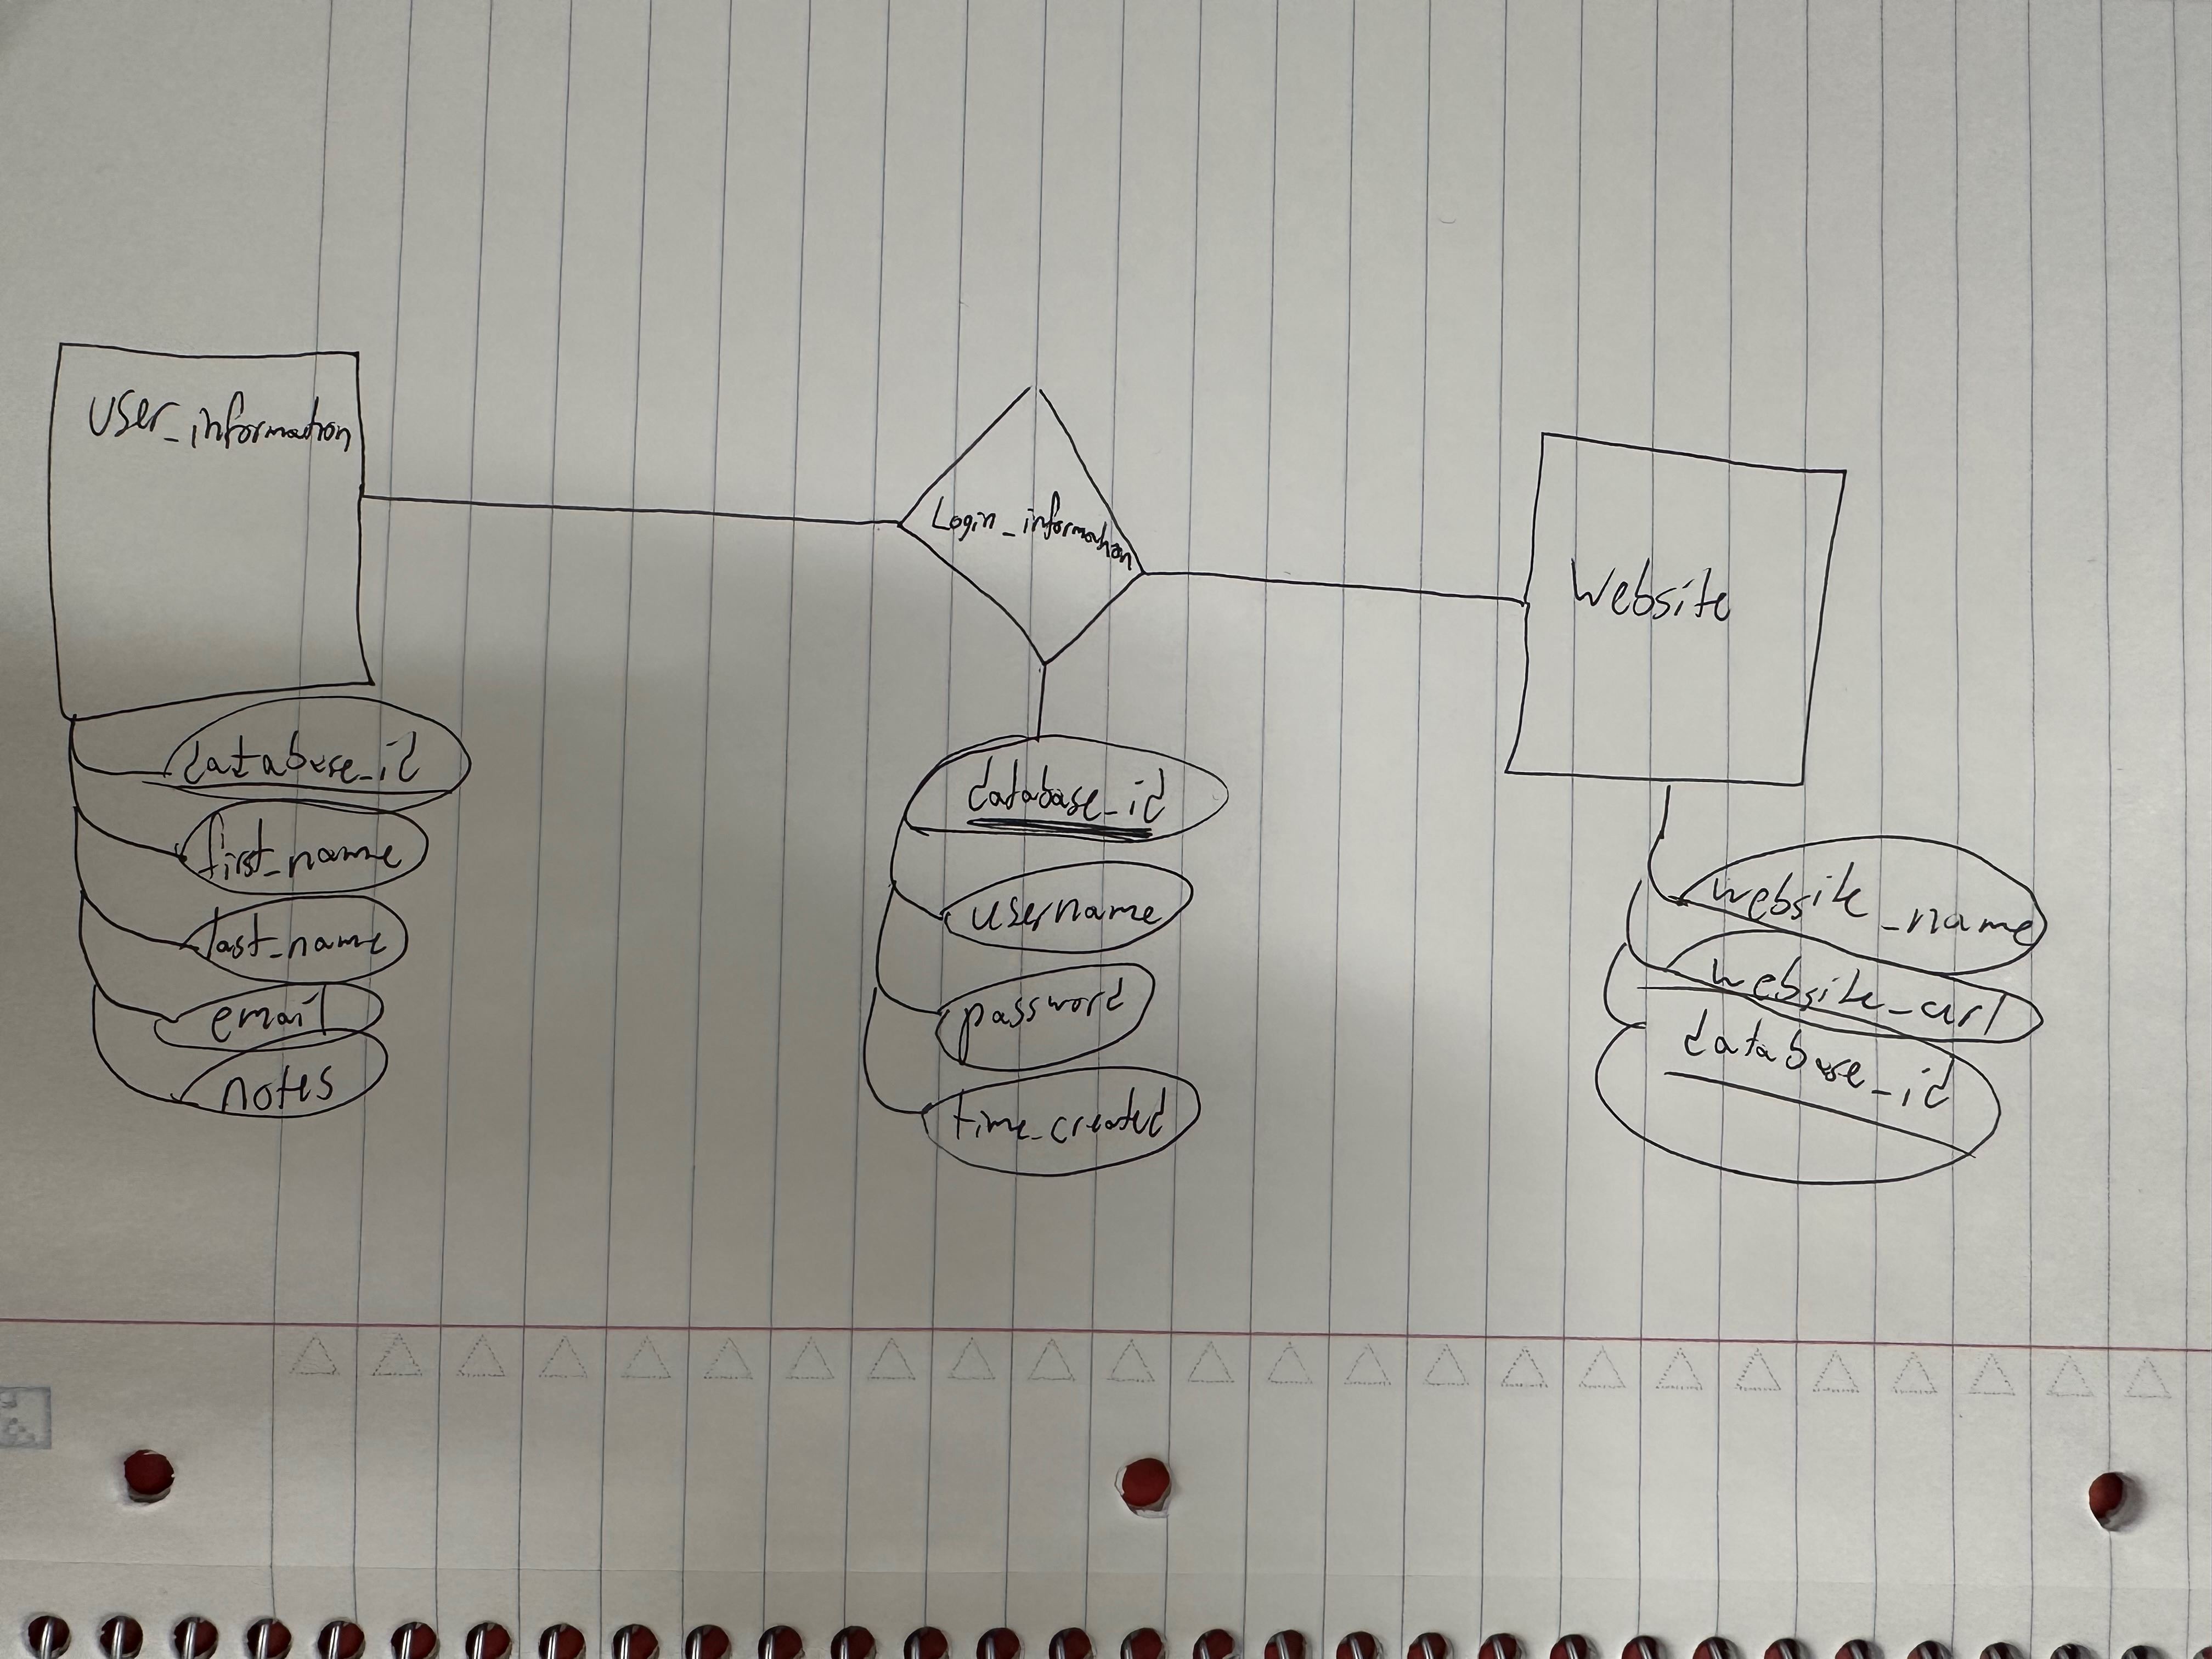 user_information
database_id
first_name
last_name
email
notes
Login_information
database_id
username
password
time_created
Website
website_name
website_url
database_id